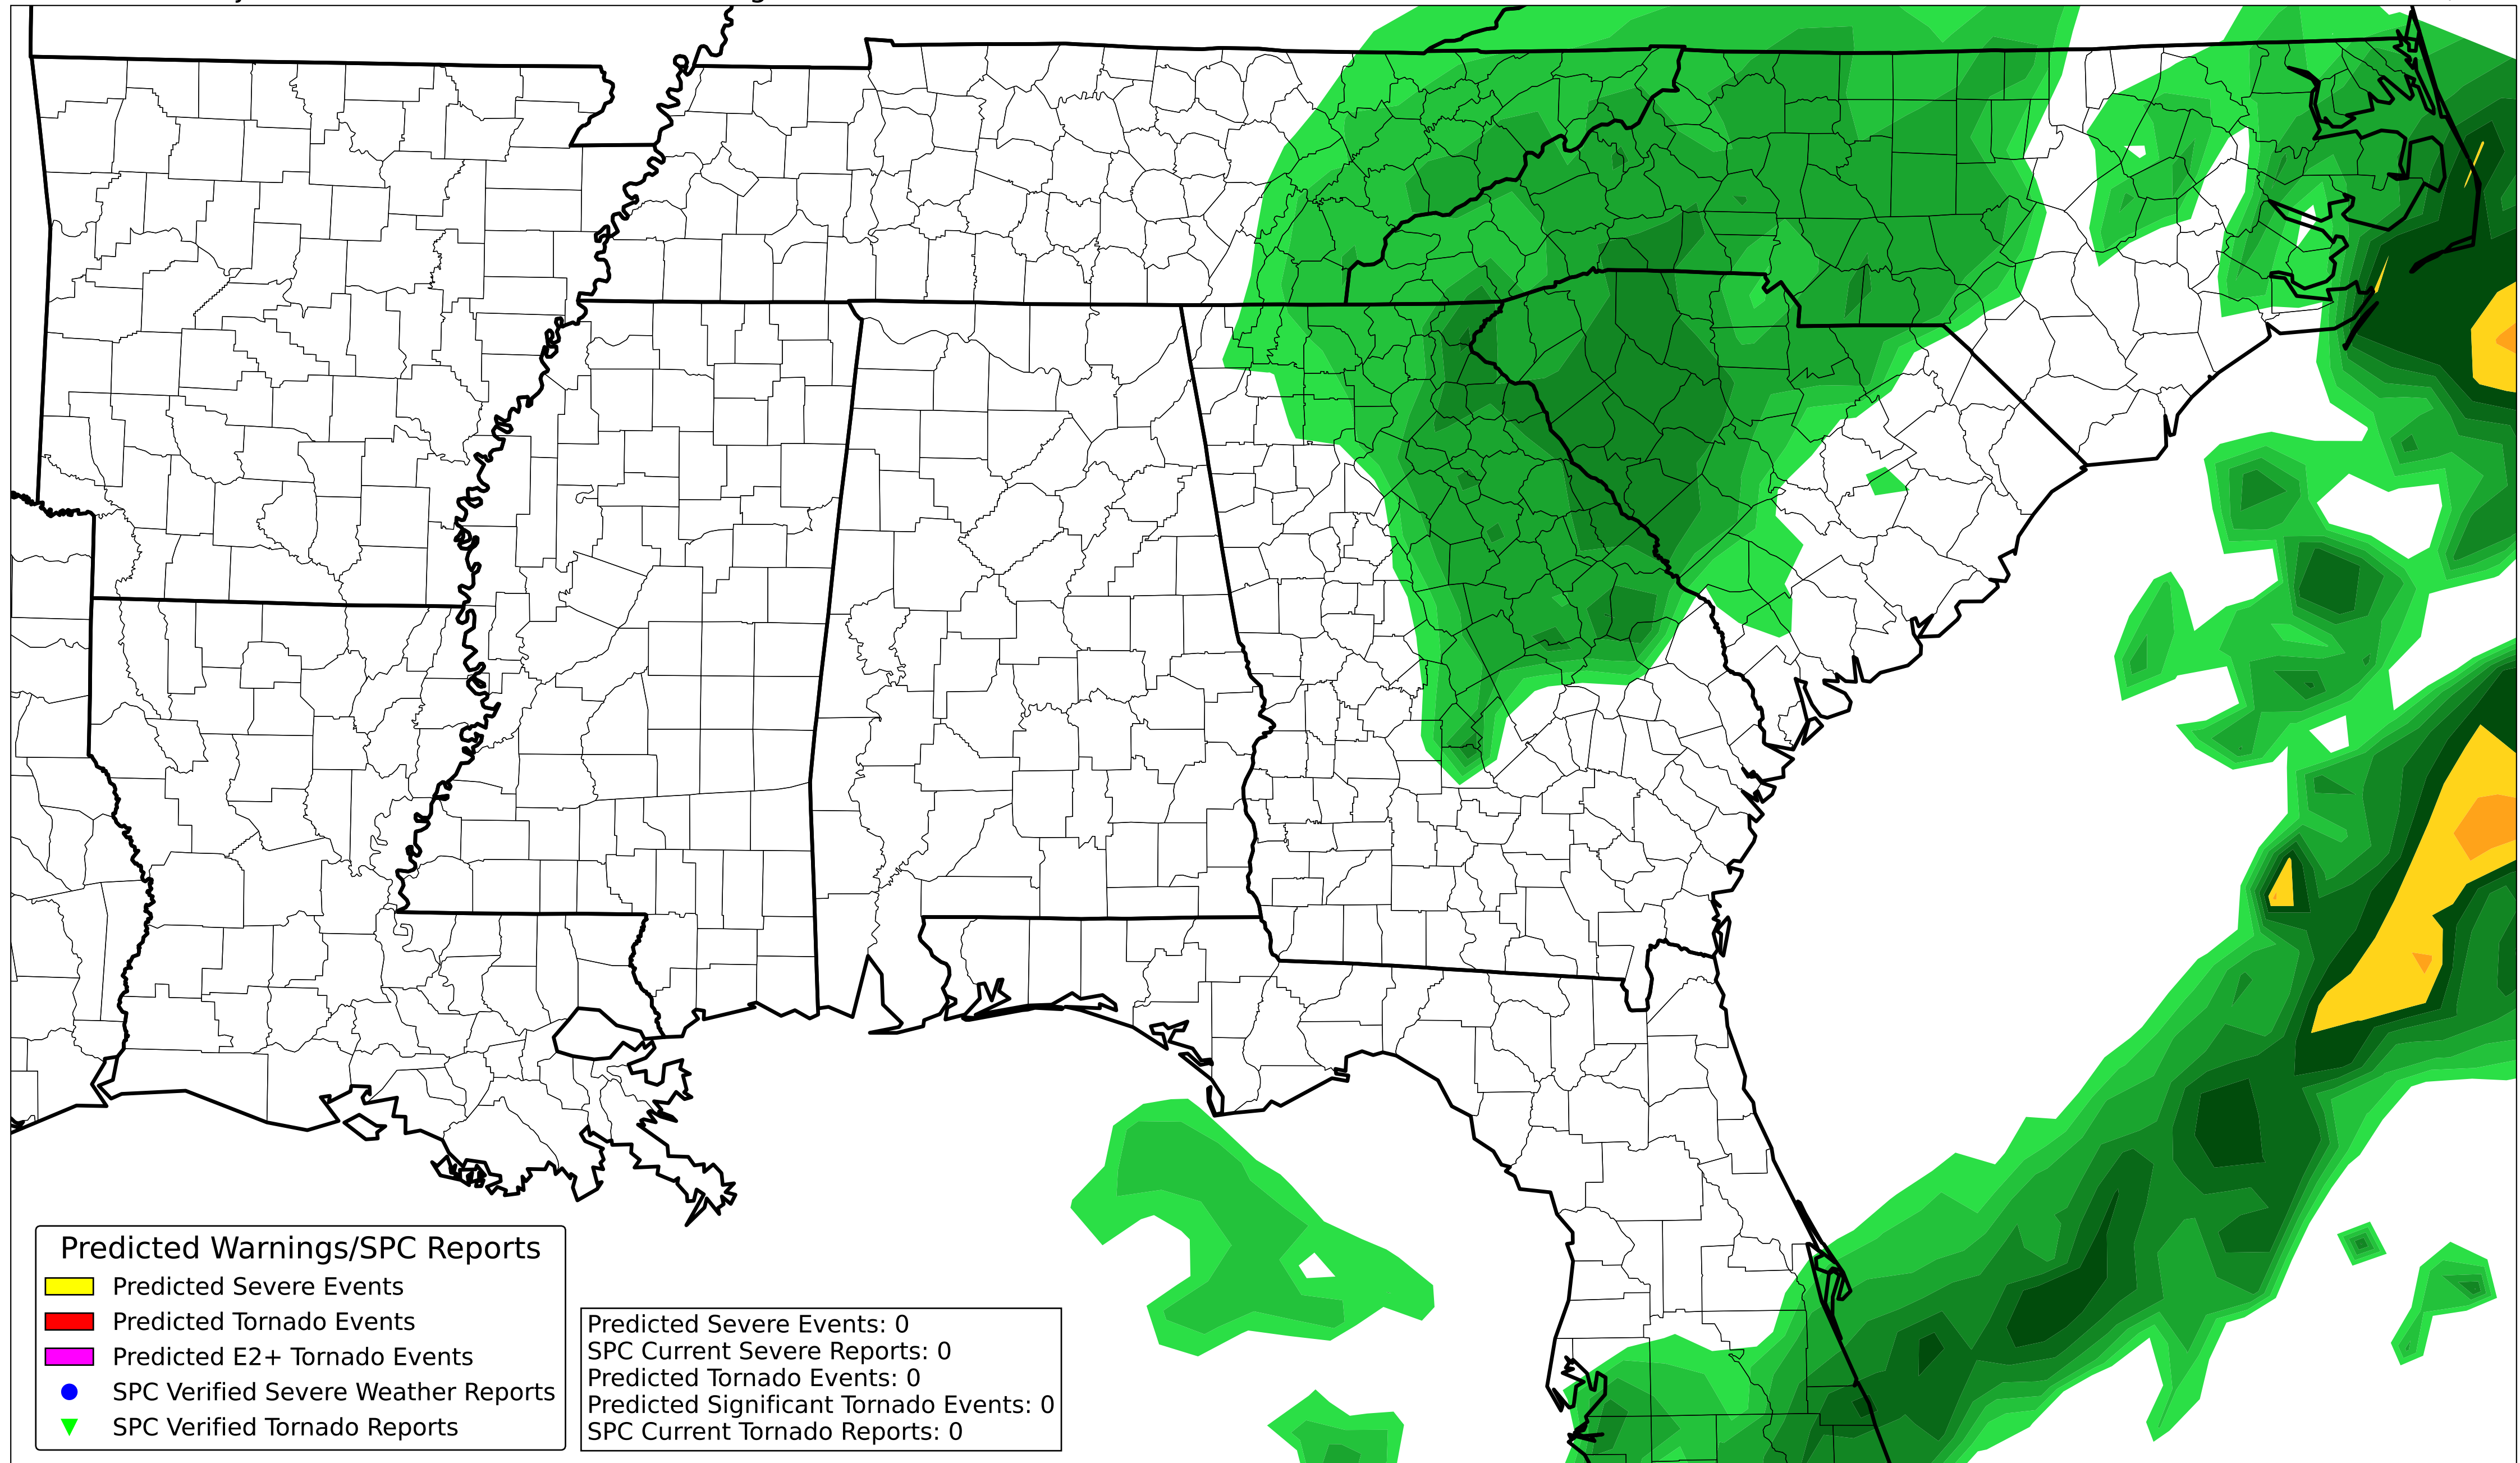 Predicted Warnings/SPC Reports
Predicted Severe Events
Predicted Tornado Events
Predicted E2+ Tornado Events
SPC Verified Severe Weather Reports
SPC Verified Tornado Reports
Predicted Severe Events: 0
SPC Current Severe Reports: 0
Predicted Tornado Events: 0
Predicted Significant Tornado Events: 0
SPC Current Tornado Reports: 0